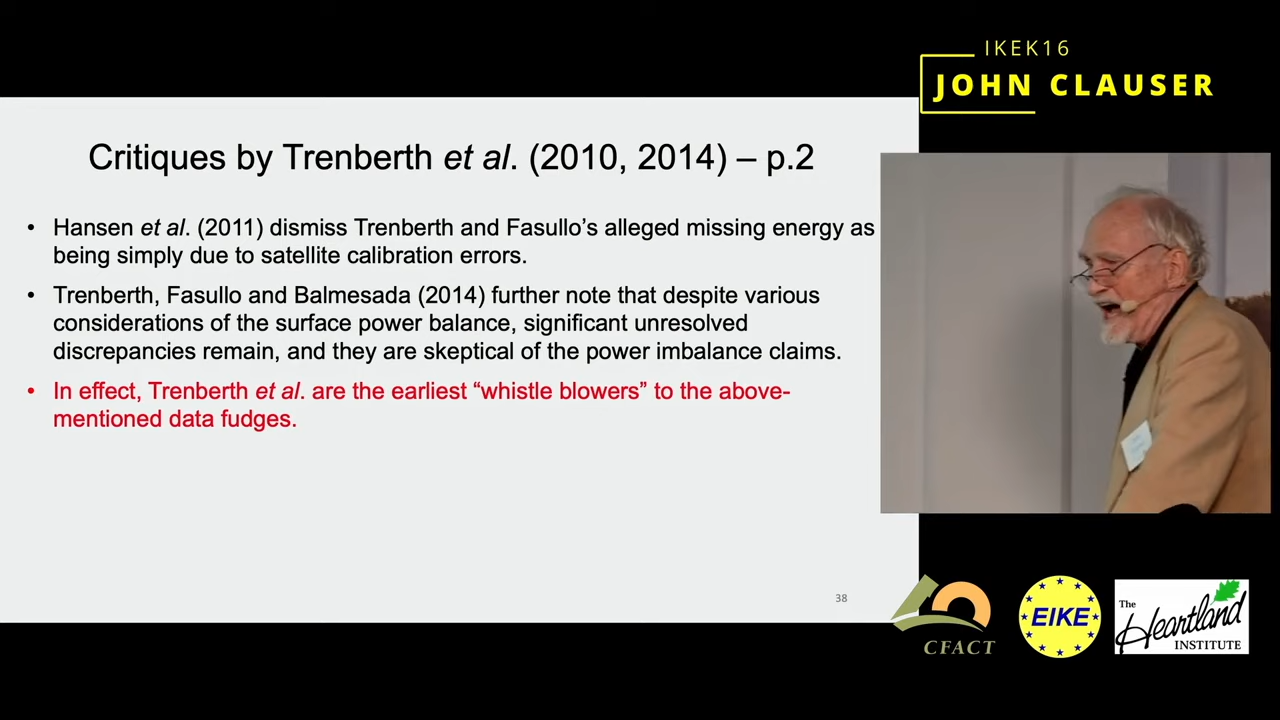 IKEK16
JOHN CLAUSER
Critiques by Trenberth et al. (2010, 2014) – p.2
• Hansen et al. (2011) dismiss Trenberth and Fasullo's alleged missing energy as
being simply due to satellite calibration errors.
• Trenberth, Fasullo and Balmesada (2014) further note that despite various
considerations of the surface power balance, significant unresolved
discrepancies remain, and they are skeptical of the power imbalance claims.
• In effect, Trenberth et al. are the earliest “whistle blowers” to the above-
mentioned data fudges.
38
CFACT
EIKE
The
Heartland
INSTITUTE